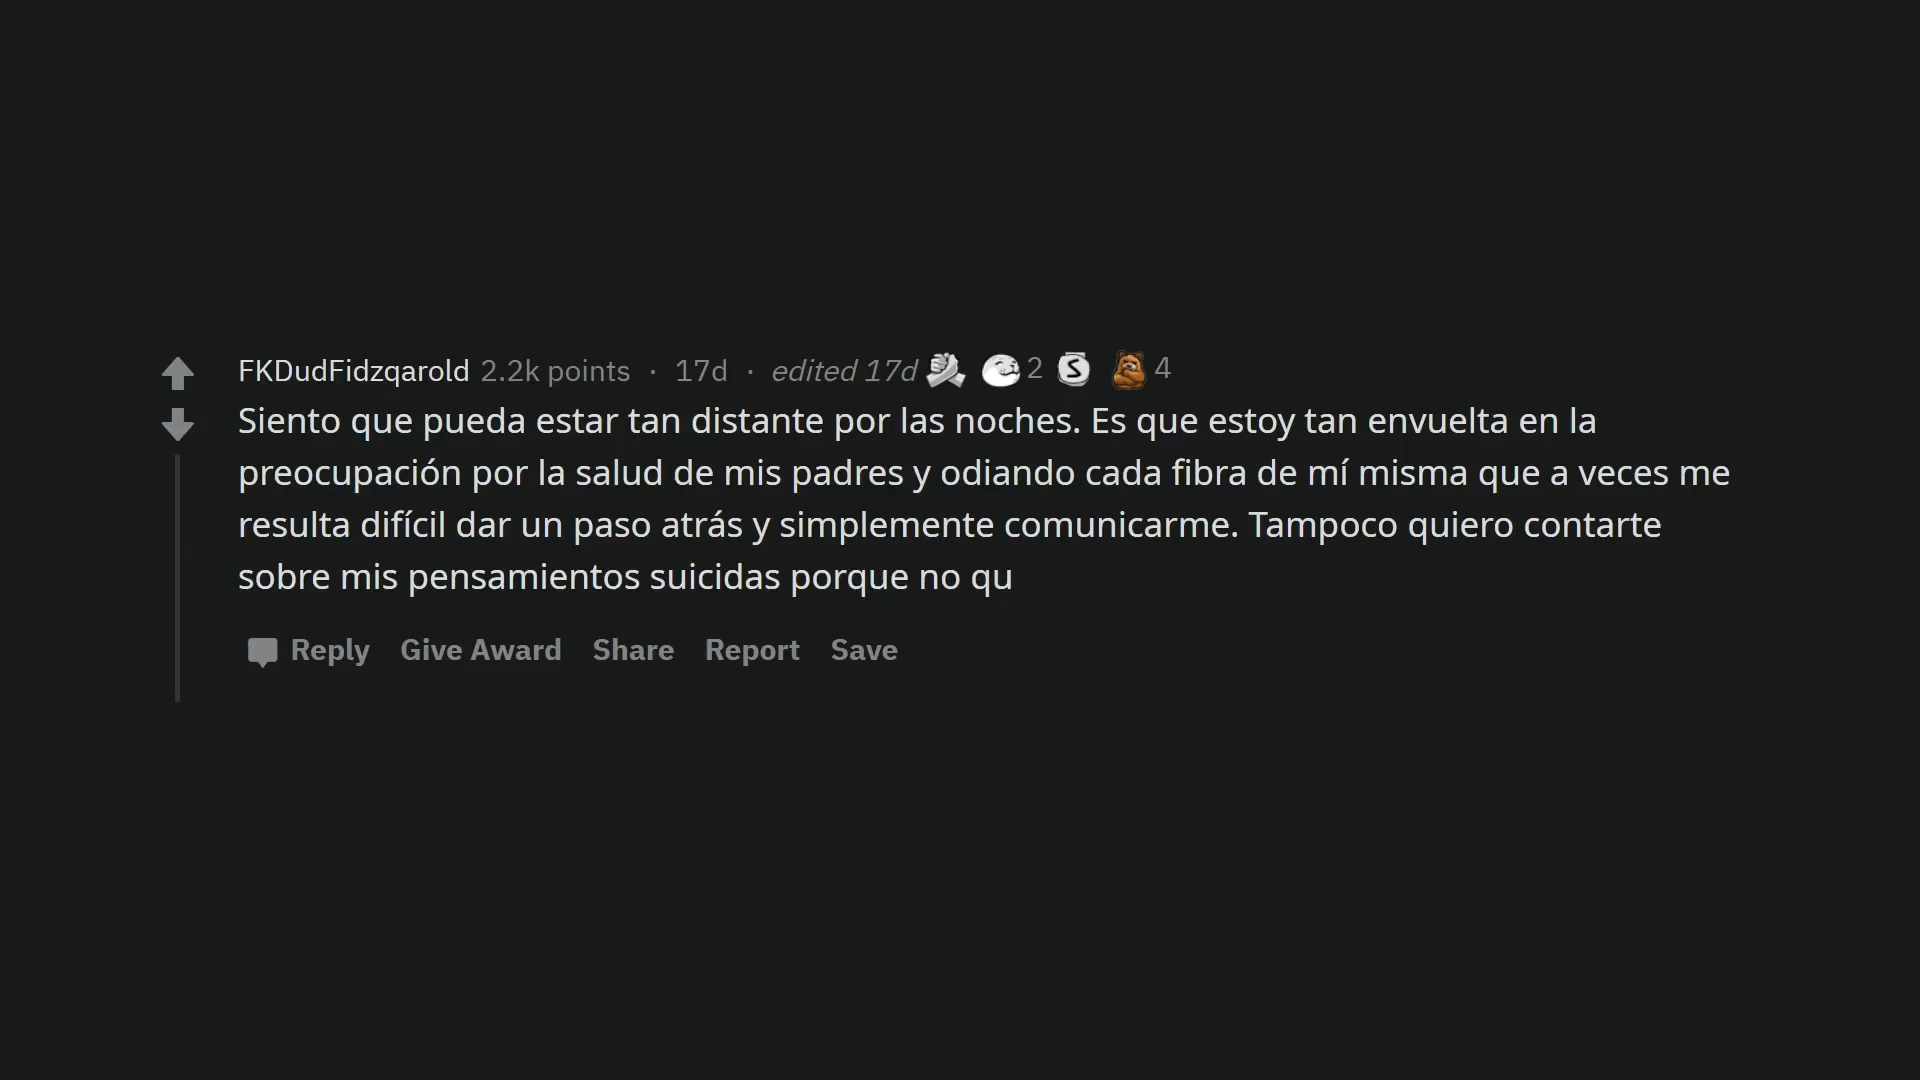 FKDudFidzqarold 2.2k points · 17d · edited 17d 2 S 4
Siento que pueda estar tan distante por las noches. Es que estoy tan envuelta en la
preocupación por la salud de mis padres y odiando cada fibra de mí misma que a veces me
resulta difícil dar un paso atrás y simplemente comunicarme. Tampoco quiero contarte
sobre mis pensamientos suicidas porque no qu
Reply Give Award Share Report Save